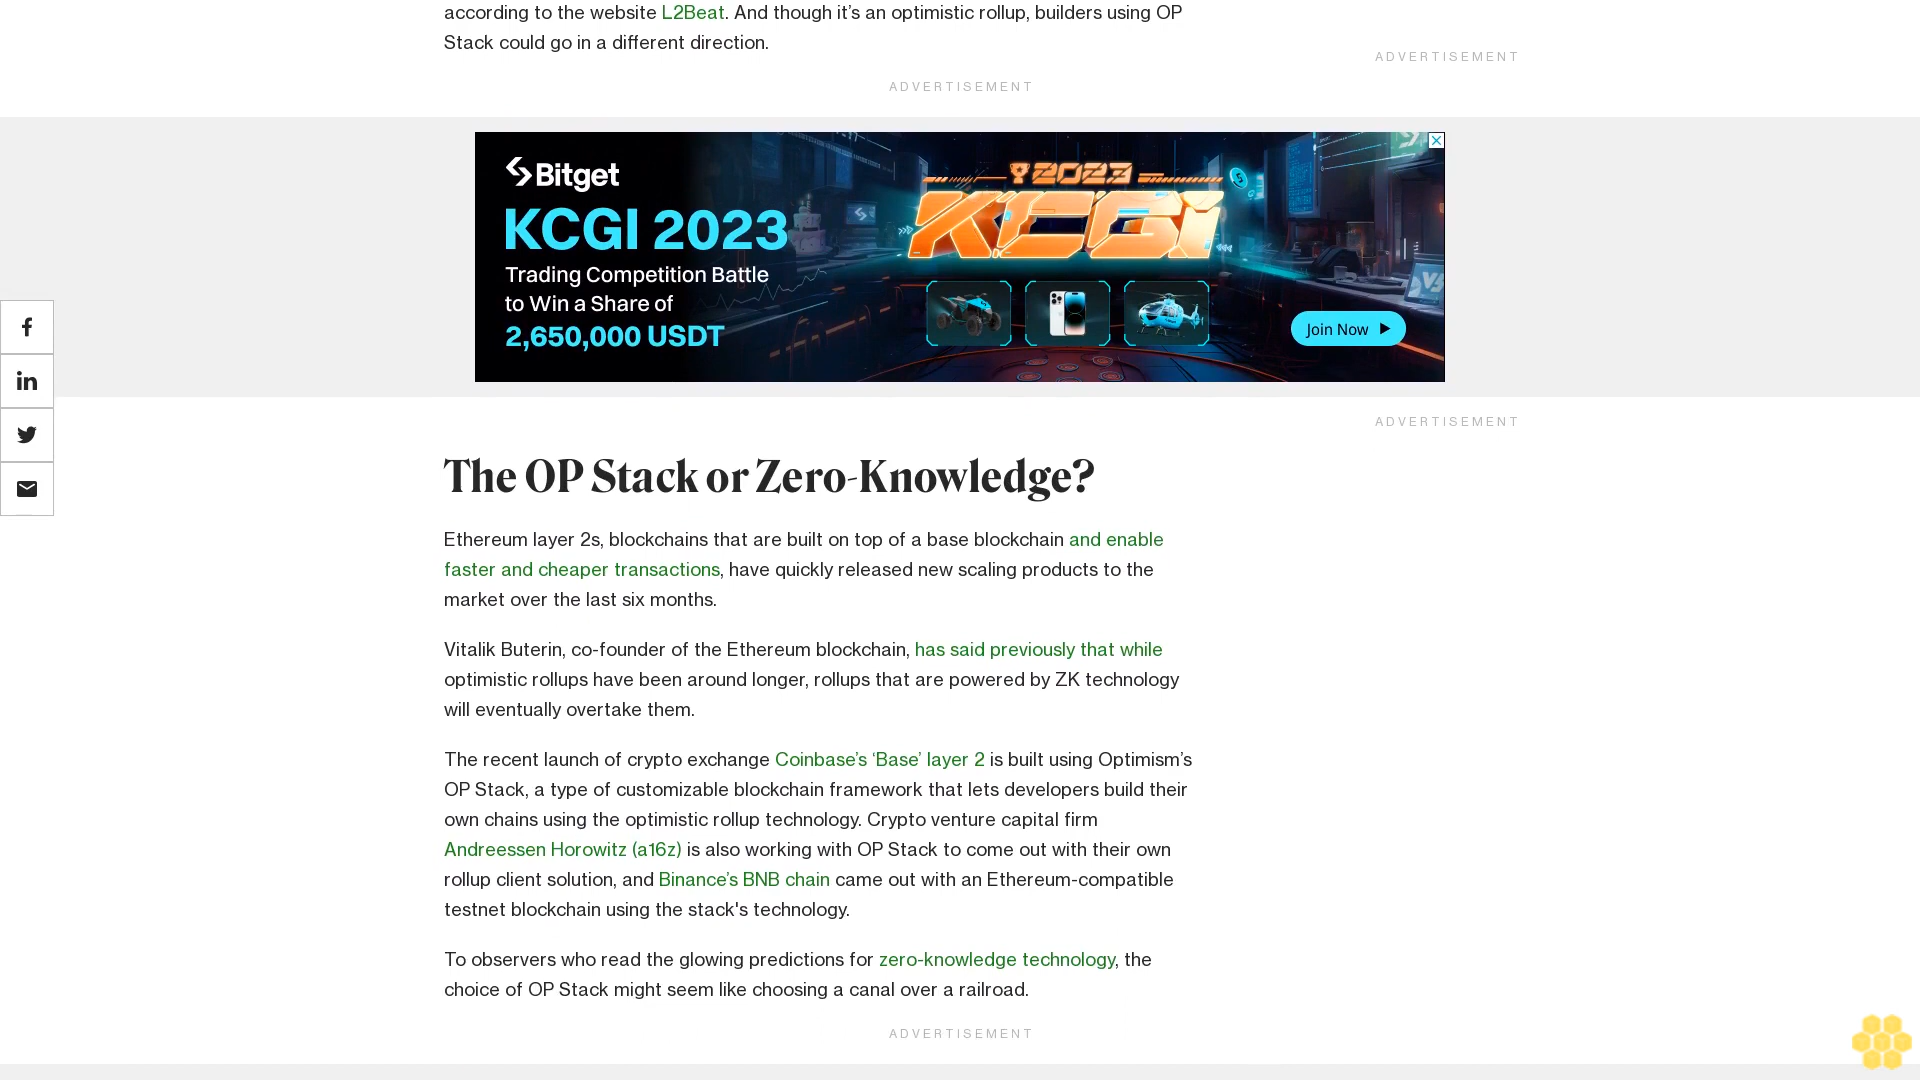 according to the website L2Beat. And though it’s an optimistic rollup, builders using OP
Stack could go in a different direction.
ADVERTISEMENT
ADVERTISEMENT
Bitget
KCGI 2023
Trading Competition Battle
to Win a Share of
2,650,000 USDT
2023
KCGI
Join Now
ADVERTISEMENT
The OP Stack or Zero-Knowledge?
Ethereum layer 2s, blockchains that are built on top of a base blockchain and enable
faster and cheaper transactions, have quickly released new scaling products to the
market over the last six months.
Vitalik Buterin, co-founder of the Ethereum blockchain, has said previously that while
optimistic rollups have been around longer, rollups that are powered by ZK technology
will eventually overtake them.
The recent launch of crypto exchange Coinbase’s ‘Base’ layer 2 is built using Optimism’s
OP Stack, a type of customizable blockchain framework that lets developers build their
own chains using the optimistic rollup technology. Crypto venture capital firm
Andreessen Horowitz (a16z) is also working with OP Stack to come out with their own
rollup client solution, and Binance’s BNB chain came out with an Ethereum-compatible
testnet blockchain using the stack's technology.
To observers who read the glowing predictions for zero-knowledge technology, the
choice of OP Stack might seem like choosing a canal over a railroad.
ADVERTISEMENT